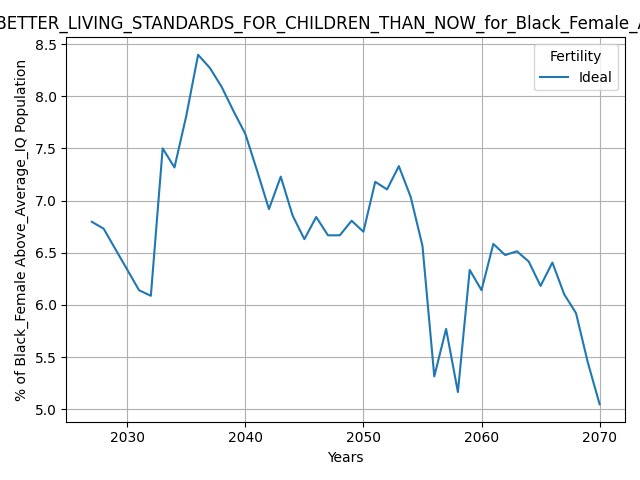 BETTER_LIVING_STANDARDS_FOR_CHILDREN_THAN_NOW_for_Black_Female_
% of Black_Female Above_Average_IQ Population
8.5
8.0
7.5
7.0
6.5
6.0
5.5
5.0
Fertility
Ideal
2030 2040 2050 2060 2070
Years